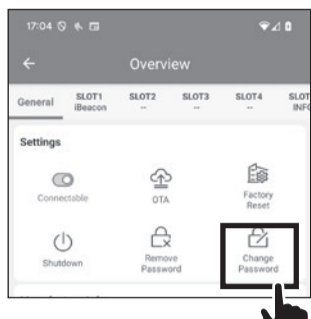 17:04
Overview
General SLOT1 SLOT2 SLOT3 SLOT4 SLOT
iBeacon -- -- -- INFO
Settings
Connectable OTA Factory
Reset
Shutdown Remove Change
Password Password